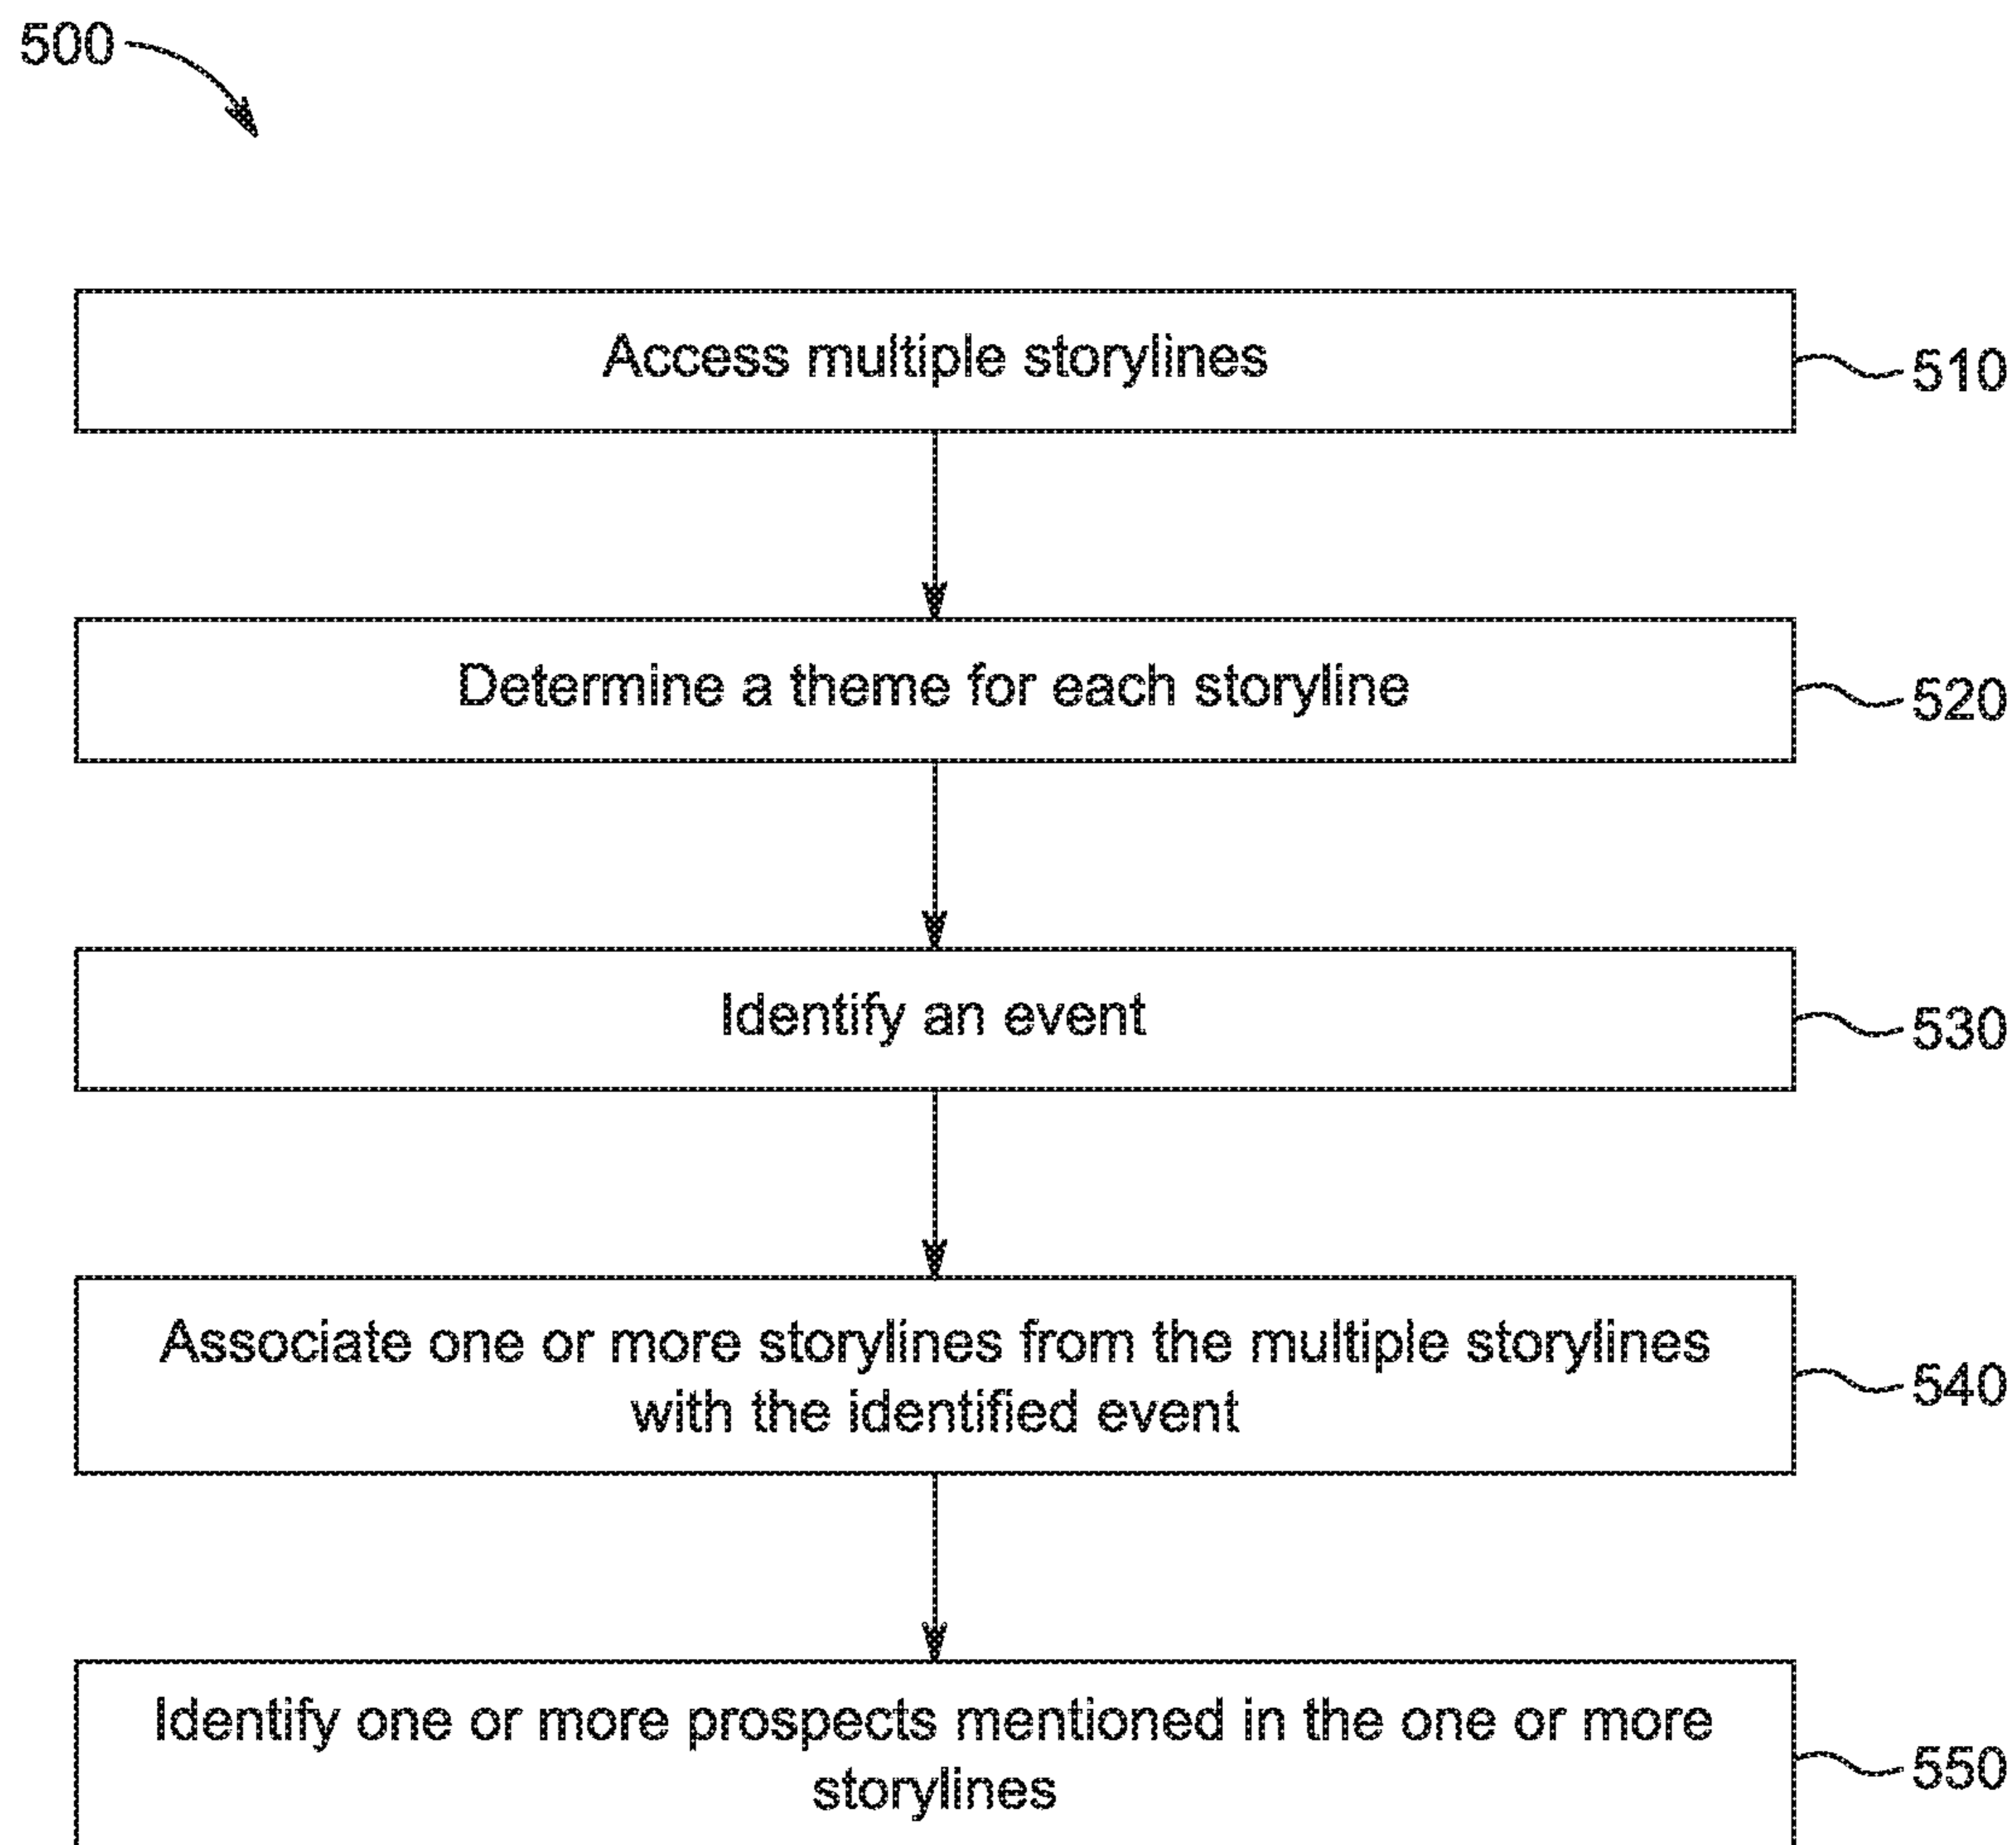 500
Access multiple storylines
510
Determine a theme for each storyline
520
Identify an event
530
Associate one or more storylines from the multiple storylines
with the identified event
540
Identify one or more prospects mentioned in the one or more
storylines
550